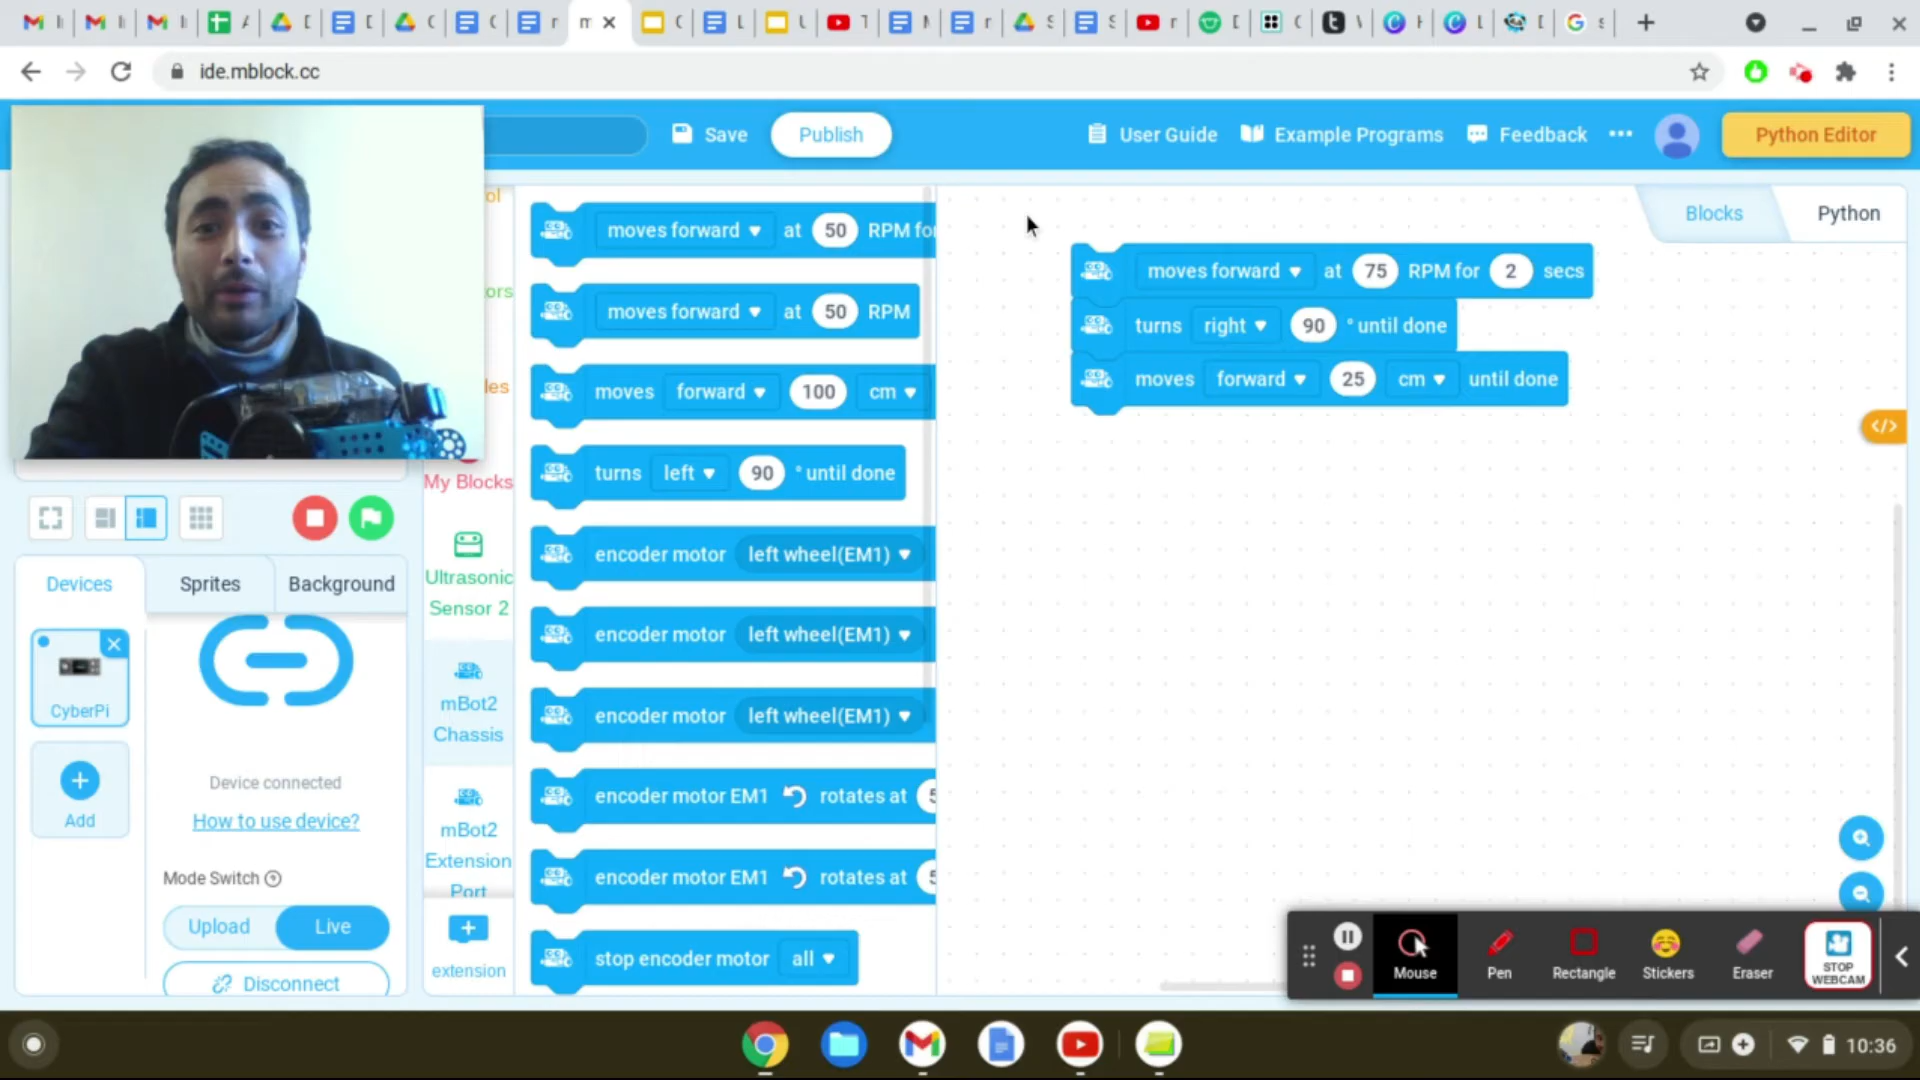 ide.mblock.cc
Save
Publish
User Guide
Example Programs
Feedback
Python Editor
Blocks
Python
moves forward at 50 RPM for
moves forward at 50 RPM
moves forward 100 cm
turns left 90 ° until done
encoder motor left wheel(EM1)
encoder motor left wheel(EM1)
encoder motor left wheel(EM1)
encoder motor EM1 rotates at
encoder motor EM1 rotates at
stop encoder motor all
moves forward at 75 RPM for 2 secs
turns right 90 ° until done
moves forward 25 cm until done
My Blocks
Ultrasonic
Sensor 2
mBot2
Chassis
mBot2
Extension
Port
extension
Devices
Sprites
Background
CyberPi
Add
Device connected
How to use device?
Mode Switch
Upload
Live
Disconnect
Mouse
Pen
Rectangle
Stickers
Eraser
STOP
WEBCAM
10:36